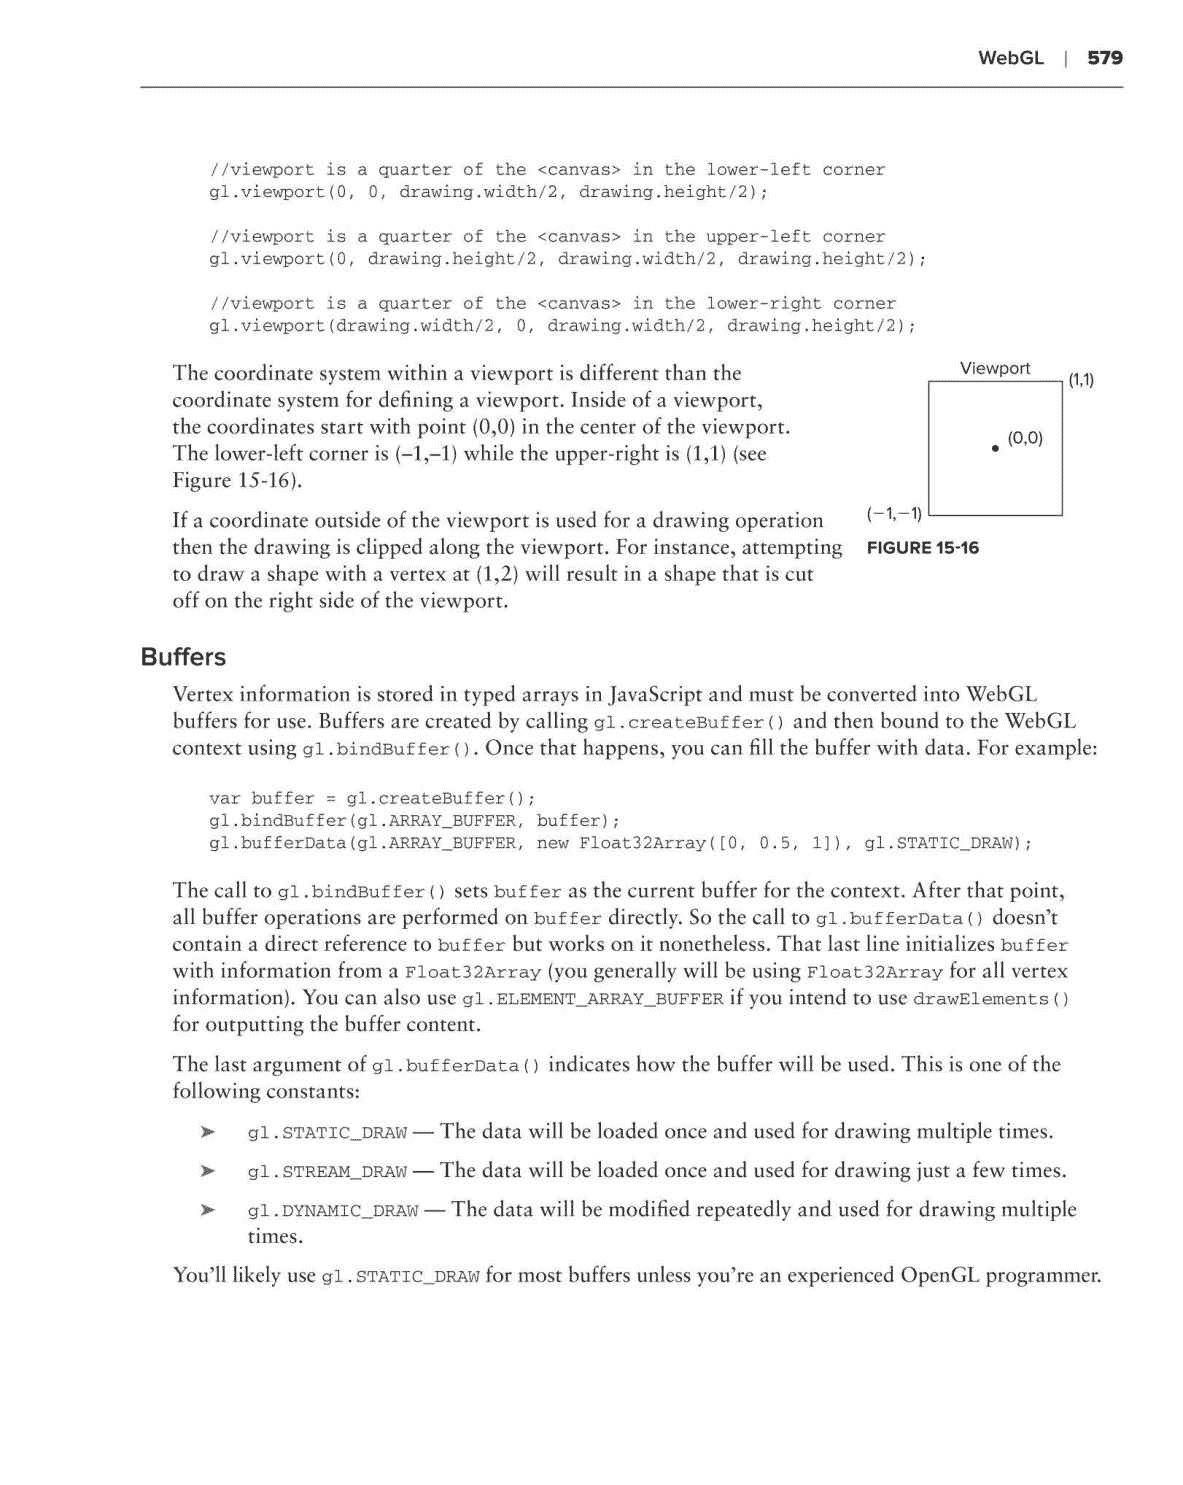 WebGL | 579
//viewport is a quarter of the <canvas> in the lower-left corner
gl.viewport(0, 0, drawing.width/2, drawing.height/2);
//viewport is a quarter of the <canvas> in the upper-left corner
gl.viewport(0, drawing.height/2, drawing.width/2, drawing.height/2);
//viewport is a quarter of the <canvas> in the lower-right corner
gl.viewport(drawing.width/2, 0, drawing.width/2, drawing.height/2);
The coordinate system within a viewport is different than the
coordinate system for defining a viewport. Inside of a viewport,
the coordinates start with point (0,0) in the center of the viewport.
The lower-left corner is (–1,–1) while the upper-right is (1,1) (see
Figure 15-16).
If a coordinate outside of the viewport is used for a drawing operation
then the drawing is clipped along the viewport. For instance, attempting
to draw a shape with a vertex at (1,2) will result in a shape that is cut
off on the right side of the viewport.
Viewport
(1,1)
(0,0)
(−1,−1)
FIGURE 15-16
Buffers
Vertex information is stored in typed arrays in JavaScript and must be converted into WebGL
buffers for use. Buffers are created by calling gl.createBuffer() and then bound to the WebGL
context using gl.bindBuffer(). Once that happens, you can fill the buffer with data. For example:
var buffer = gl.createBuffer();
gl.bindBuffer(gl.ARRAY_BUFFER, buffer);
gl.bufferData(gl.ARRAY_BUFFER, new Float32Array([0, 0.5, 1]), gl.STATIC_DRAW);
The call to gl.bindBuffer() sets buffer as the current buffer for the context. After that point,
all buffer operations are performed on buffer directly. So the call to gl.bufferData() doesn’t
contain a direct reference to buffer but works on it nonetheless. That last line initializes buffer
with information from a Float32Array (you generally will be using Float32Array for all vertex
information). You can also use gl.ELEMENT_ARRAY_BUFFER if you intend to use drawElements()
for outputting the buffer content.
The last argument of gl.bufferData() indicates how the buffer will be used. This is one of the
following constants:
➤ gl.STATIC_DRAW — The data will be loaded once and used for drawing multiple times.
➤ gl.STREAM_DRAW — The data will be loaded once and used for drawing just a few times.
➤ gl.DYNAMIC_DRAW — The data will be modified repeatedly and used for drawing multiple
times.
You’ll likely use gl.STATIC_DRAW for most buffers unless you’re an experienced OpenGL programmer.